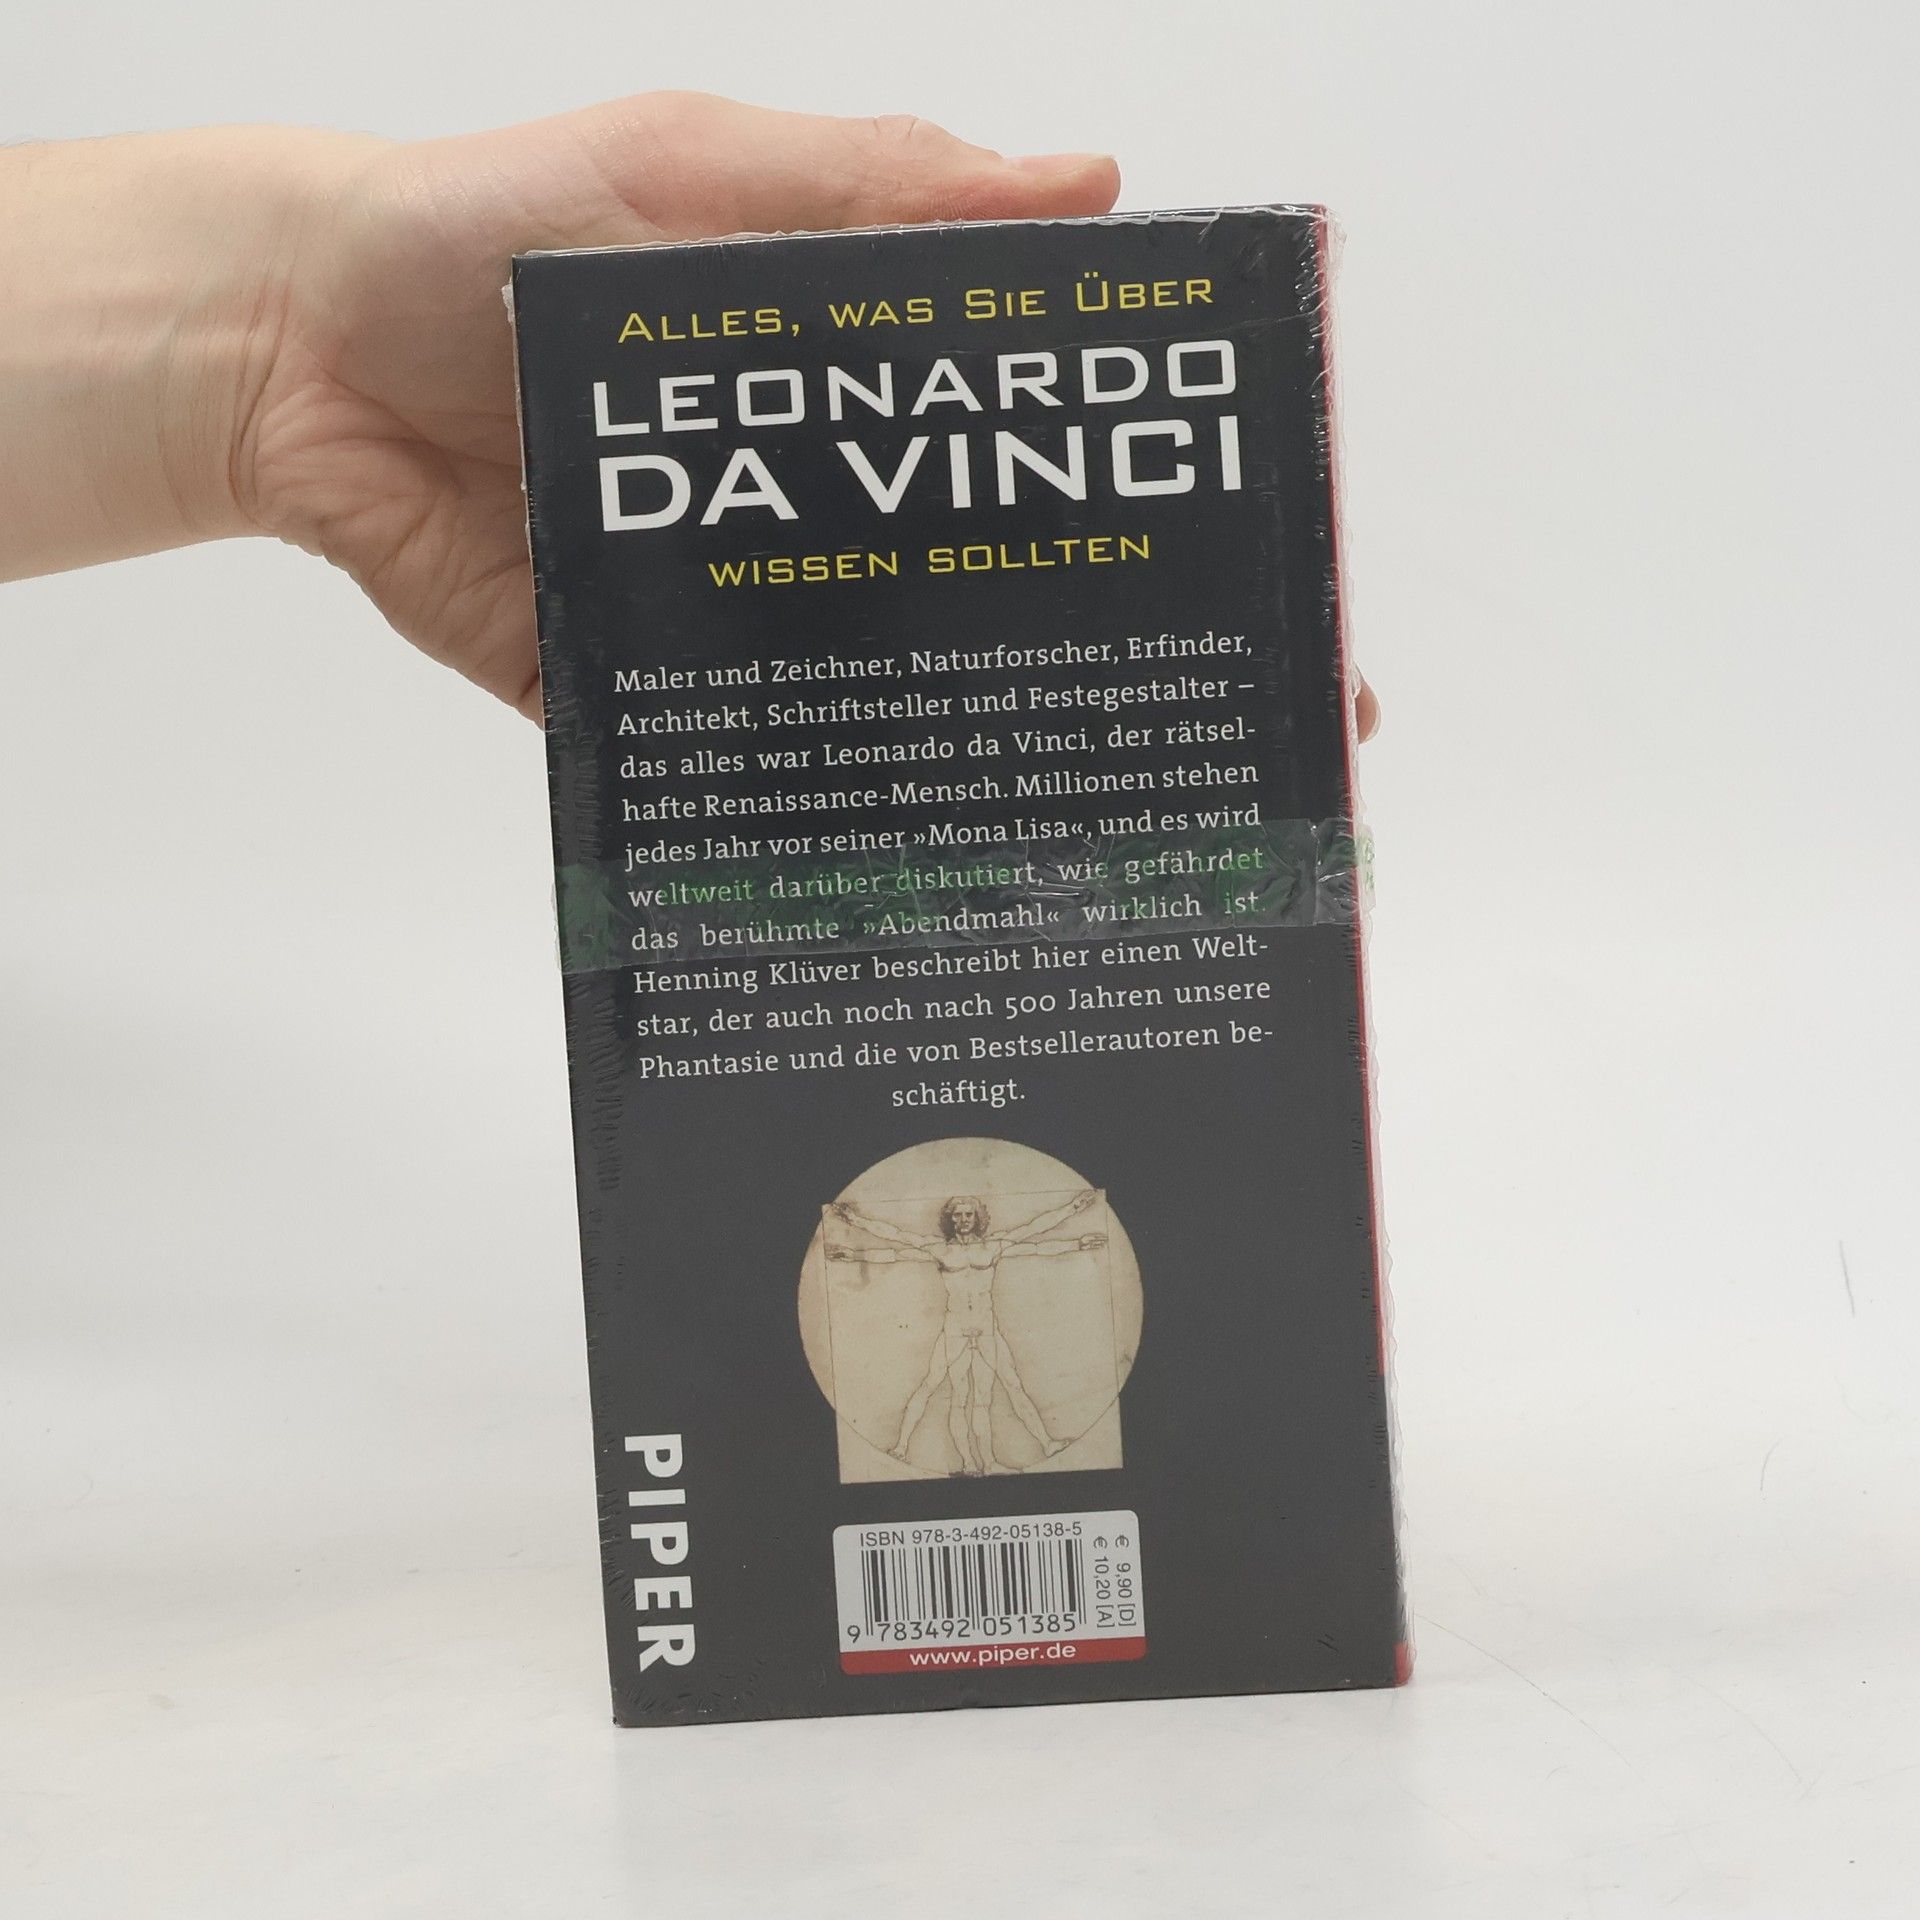 ALLES, WAS SIE ÜBER
LEONARDO
DA VINCI
WISSEN SOLLTEN
Maler und Zeichner, Naturforscher, Erfinder,
Architekt, Schriftsteller und Festegestalter –
das alles war Leonardo da Vinci, der rätsel-
hafte Renaissance-Mensch. Millionen stehen
jedes Jahr vor seiner »Mona Lisa«, und es wird
weltweit darüber diskutiert, wie gefährdet
das berühmte »Abendmahl« wirklich ist.
Henning Klüver beschreibt hier einen Welt-
star, der auch noch nach 500 Jahren unsere
Phantasie und die von Bestsellerautoren be-
schäftigt.
PIPER
ISBN 978-3-492-05138-5
€ 9,90 [D]
€ 10,20 [A]
9 783492 051385
www.piper.de